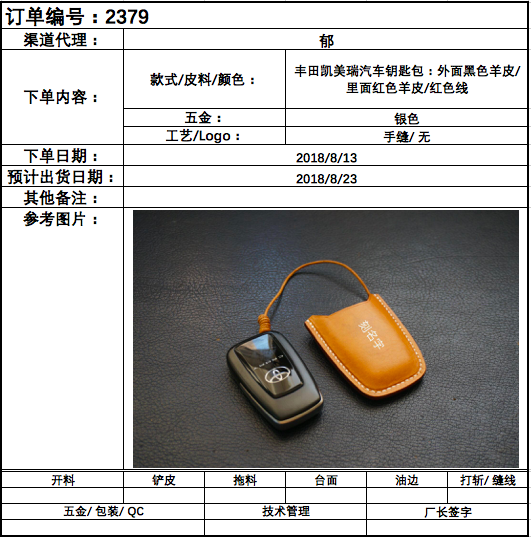 订单编号：2379
渠道代理： 郁
下单内容： 款式/皮料/颜色： 丰田凯美瑞汽车钥匙包：外面黑色羊皮/
里面红色羊皮/红色线
五金： 银色
工艺/Logo： 手缝/ 无
下单日期： 2018/8/13
预计出货日期： 2018/8/23
其他备注：
参考图片：
刻名字
开料 铲皮 拖料 台面 油边 打斩/ 缝线
五金/ 包装/ QC 技术管理 厂长签字